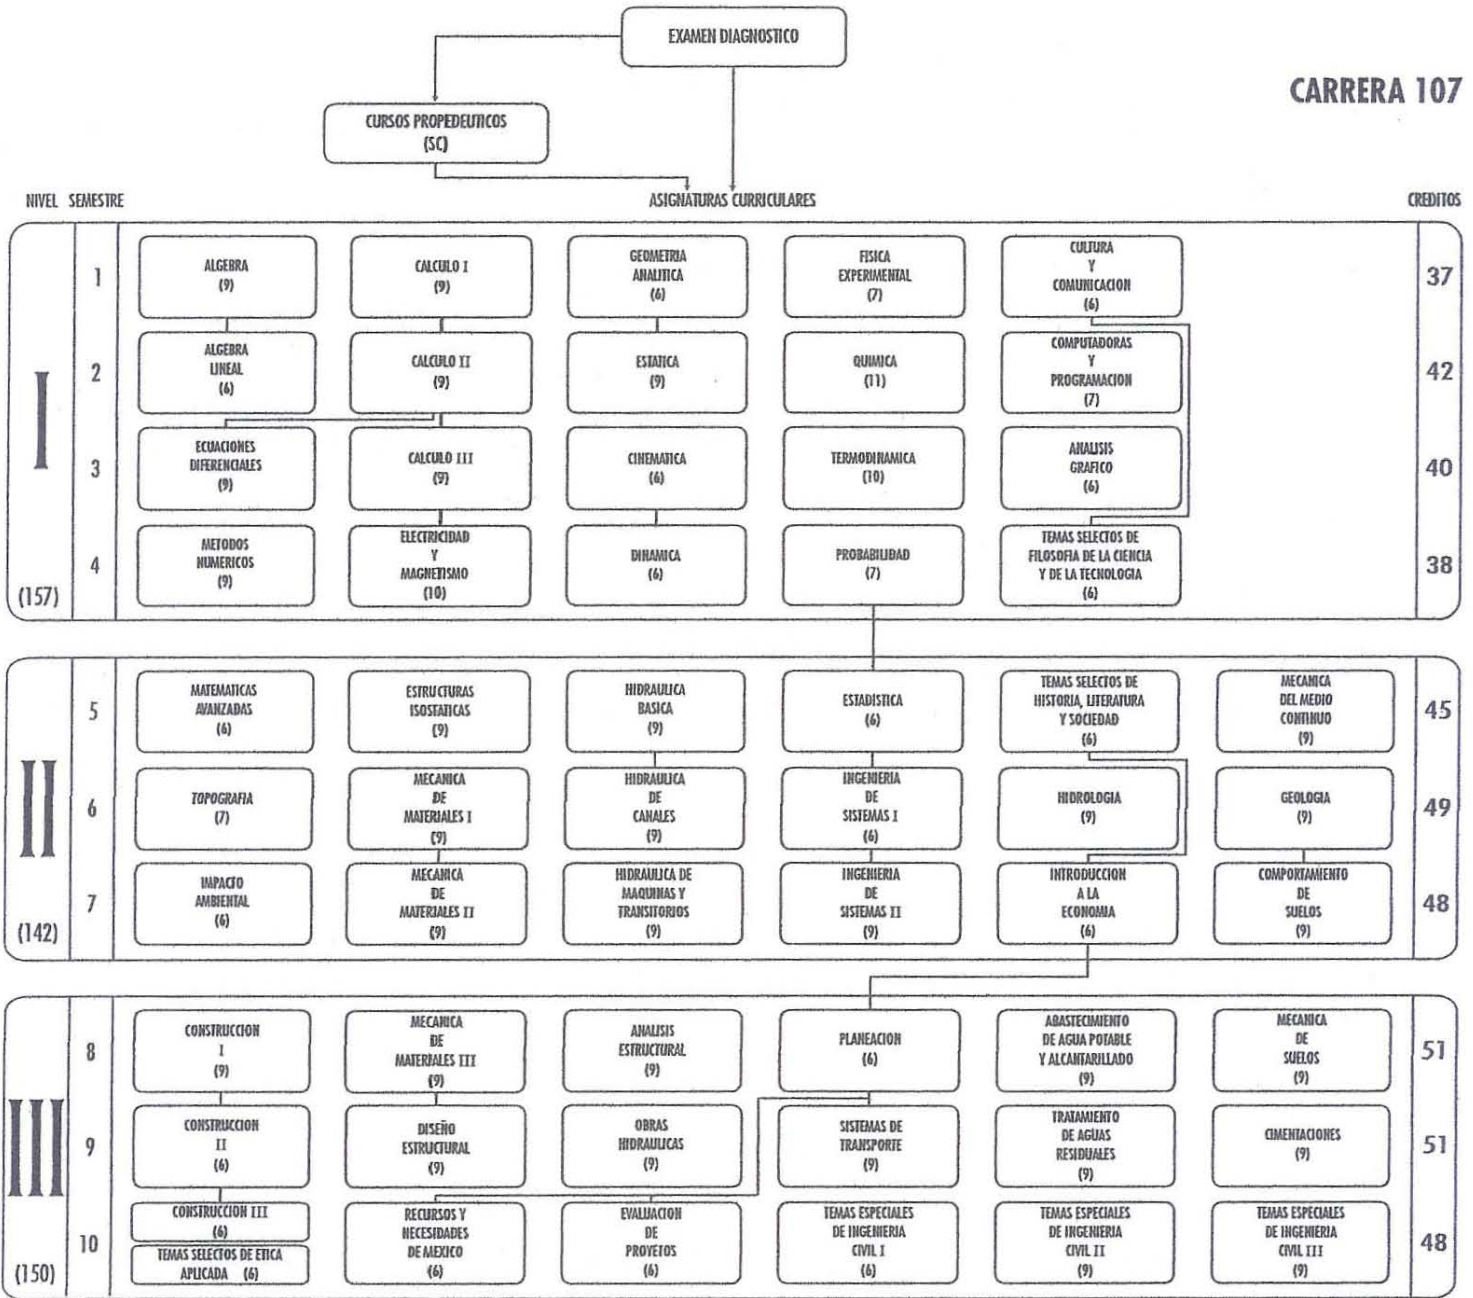 EXAMEN DIAGNOSTICO
CARRERA 107
CURSOS PROPEDEUTICOS
(SC)
NIVEL SEMESTRE
ASIGNATURAS CURRICULARES
CREDITOS
I
(157)
1
ALGEBRA
(9)
CALCULO I
(9)
GEOMETRIA
ANALITICA
(6)
FISICA
EXPERIMENTAL
(7)
CULTURA
Y
COMUNICACION
(6)
37
2
ALGEBRA
LINEAL
(6)
CALCULO II
(9)
ESTATICA
(9)
QUIMICA
(11)
COMPUTADORAS
Y
PROGRAMACION
(7)
42
3
ECUACIONES
DIFERENCIALES
(9)
CALCULO III
(9)
CINEMATICA
(6)
TERMODINAMICA
(10)
ANALISIS
GRAFICO
(6)
40
4
METODOS
NUMERICOS
(9)
ELECTRICIDAD
Y
MAGNETISMO
(10)
DINAMICA
(6)
PROBABILIDAD
(7)
TEMAS SELECTOS DE
FILOSOFIA DE LA CIENCIA
Y DE LA TECNOLOGIA
(6)
38
II
(142)
5
MATEMATICAS
AVANZADAS
(6)
ESTRUCTURAS
ISOSTATICAS
(9)
HIDRAULICA
BASICA
(9)
ESTADISTICA
(6)
TEMAS SELECTOS DE
HISTORIA, LITERATURA
Y SOCIEDAD
(6)
MECANICA
DEL MEDIO
CONTINUO
(9)
45
6
TOPOGRAFIA
(7)
MECANICA
DE
MATERIALES I
(9)
HIDRAULICA
DE
CANALES
(9)
INGENIERIA
DE
SISTEMAS I
(6)
HIDROLOGIA
(9)
GEOLOGIA
(9)
49
7
IMPACTO
AMBIENTAL
(6)
MECANICA
DE
MATERIALES II
(9)
HIDRAULICA DE
MAQUINAS Y
TRANSITORIOS
(9)
INGENIERIA
DE
SISTEMAS II
(9)
INTRODUCCION
A LA
ECONOMIA
(6)
COMPORTAMIENTO
DE
SUELOS
(9)
48
III
(150)
8
CONSTRUCCION
I
(9)
MECANICA
DE
MATERIALES III
(9)
ANALISIS
ESTRUCTURAL
(9)
PLANEACION
(6)
ABASTECIMIENTO
DE AGUA POTABLE
Y ALCANTARILLADO
(9)
MECANICA
DE
SUELOS
(9)
51
9
CONSTRUCCION
II
(6)
DISEÑO
ESTRUCTURAL
(9)
OBRAS
HIDRAULICAS
(9)
SISTEMAS DE
TRANSPORTE
(9)
TRATAMIENTO
DE AGUAS
RESIDUALES
(9)
CIMENTACIONES
(9)
51
10
CONSTRUCCION III
(6)
TEMAS SELECTOS DE ETICA
APLICADA (6)
RECURSOS Y
NECESIDADES
DE MEXICO
(6)
EVALUACION
DE
PROYETOS
(6)
TEMAS ESPECIALES
DE INGENIERIA
CIVIL I
(6)
TEMAS ESPECIALES
DE INGENIERIA
CIVIL II
(9)
TEMAS ESPECIALES
DE INGENIERIA
CIVIL III
(9)
48